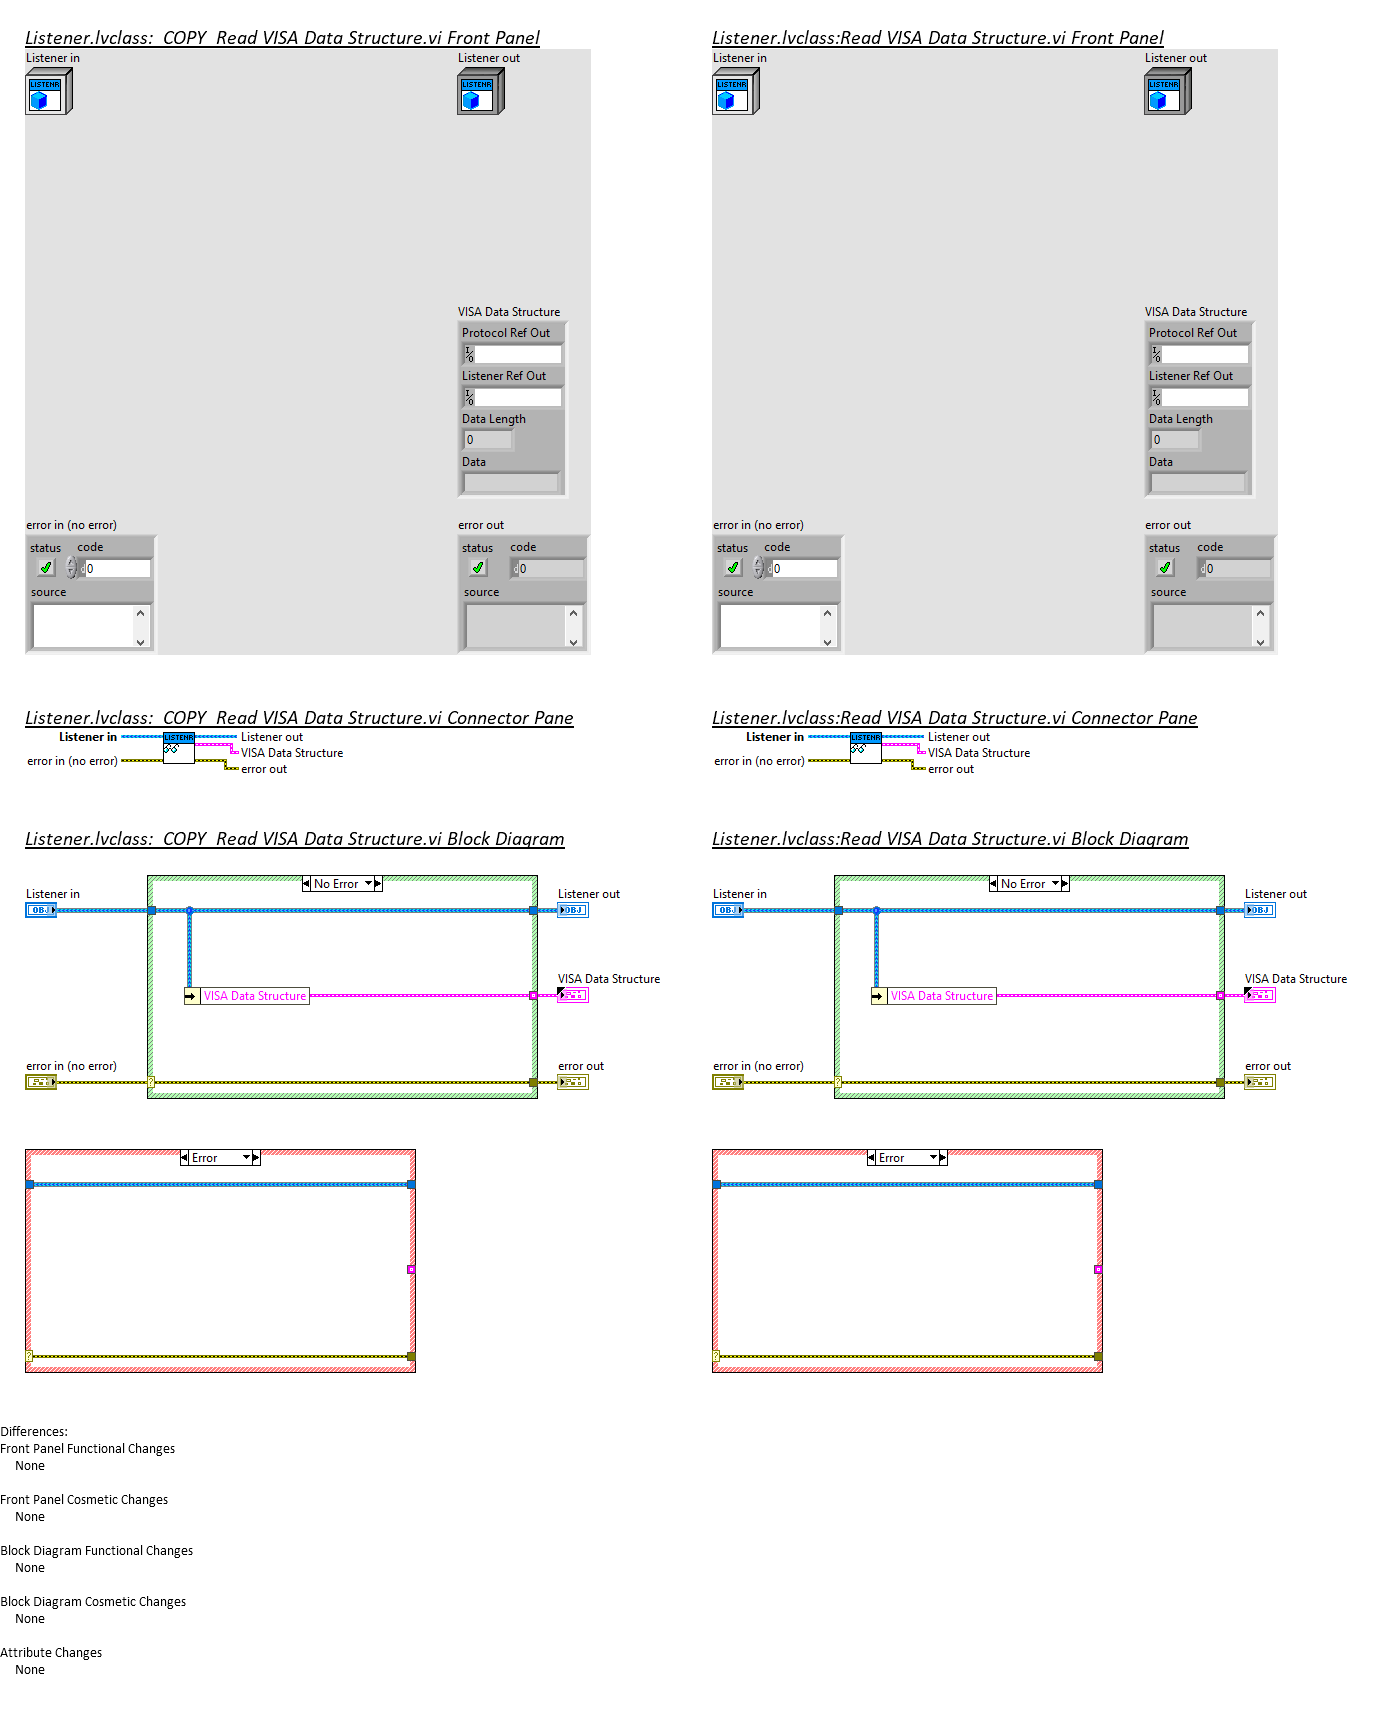 Listener.lvclass:  COPY  Read VISA Data Structure.vi Front Panel
Listener in
LISTENR
Listener out
LISTENR
VISA Data Structure
Protocol Ref Out
I/O
Listener Ref Out
I/O
Data Length
0
Data
error in (no error)
status code
d 0
source
error out
status code
d 0
source
Listener.lvclass:Read VISA Data Structure.vi Front Panel
Listener in
LISTENR
Listener out
LISTENR
VISA Data Structure
Protocol Ref Out
I/O
Listener Ref Out
I/O
Data Length
0
Data
error in (no error)
status code
d 0
source
error out
status code
d 0
source
Listener.lvclass:  COPY  Read VISA Data Structure.vi Connector Pane
Listener in
LISTENR
Listener out
VISA Data Structure
error in (no error)
error out
Listener.lvclass:Read VISA Data Structure.vi Connector Pane
Listener in
LISTENR
Listener out
VISA Data Structure
error in (no error)
error out
Listener.lvclass:  COPY  Read VISA Data Structure.vi Block Diagram
No Error
Listener in
OBJ
Listener out
OBJ
VISA Data Structure
VISA Data Structure
error in (no error)
?
error out
Error
?
Listener.lvclass:Read VISA Data Structure.vi Block Diagram
No Error
Listener in
OBJ
Listener out
OBJ
VISA Data Structure
VISA Data Structure
error in (no error)
?
error out
Error
?
Differences:
Front Panel Functional Changes
None
Front Panel Cosmetic Changes
None
Block Diagram Functional Changes
None
Block Diagram Cosmetic Changes
None
Attribute Changes
None